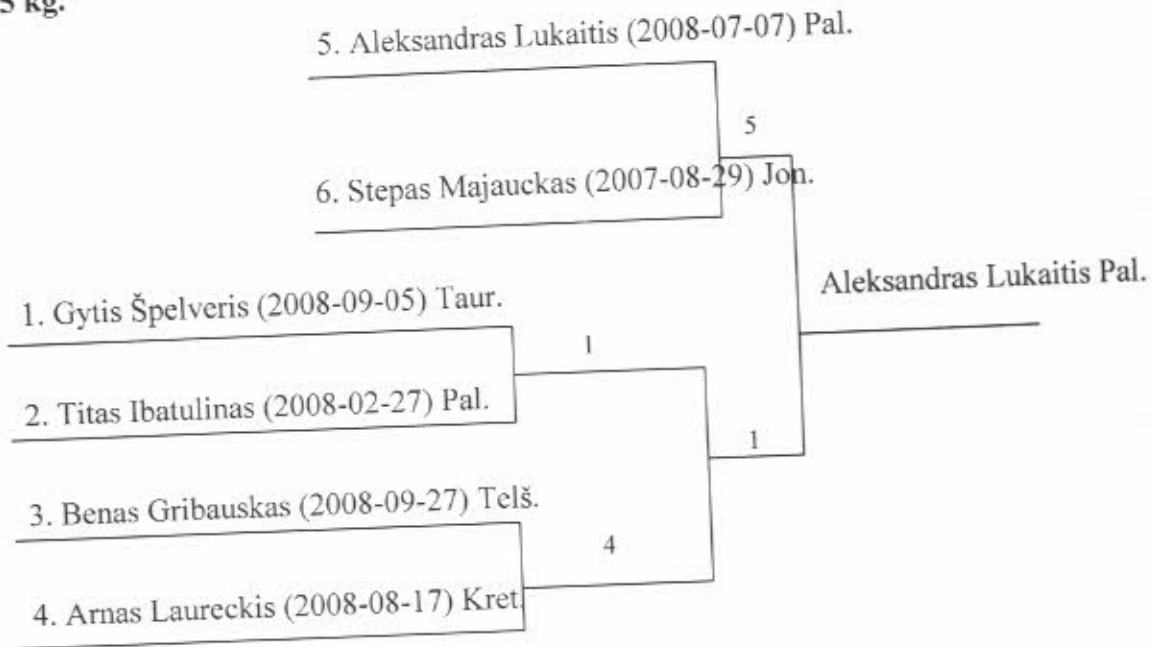 5 kg.
5. Aleksandras Lukaitis (2008-07-07) Pal.
5
6. Stepas Majauckas (2007-08-29) Jon.
Aleksandras Lukaitis Pal.
1. Gytis Špelveris (2008-09-05) Taur.
1
2. Titas Ibatulinas (2008-02-27) Pal.
1
3. Benas Gribauskas (2008-09-27) Telš.
4
4. Arnas Laureckis (2008-08-17) Kret.